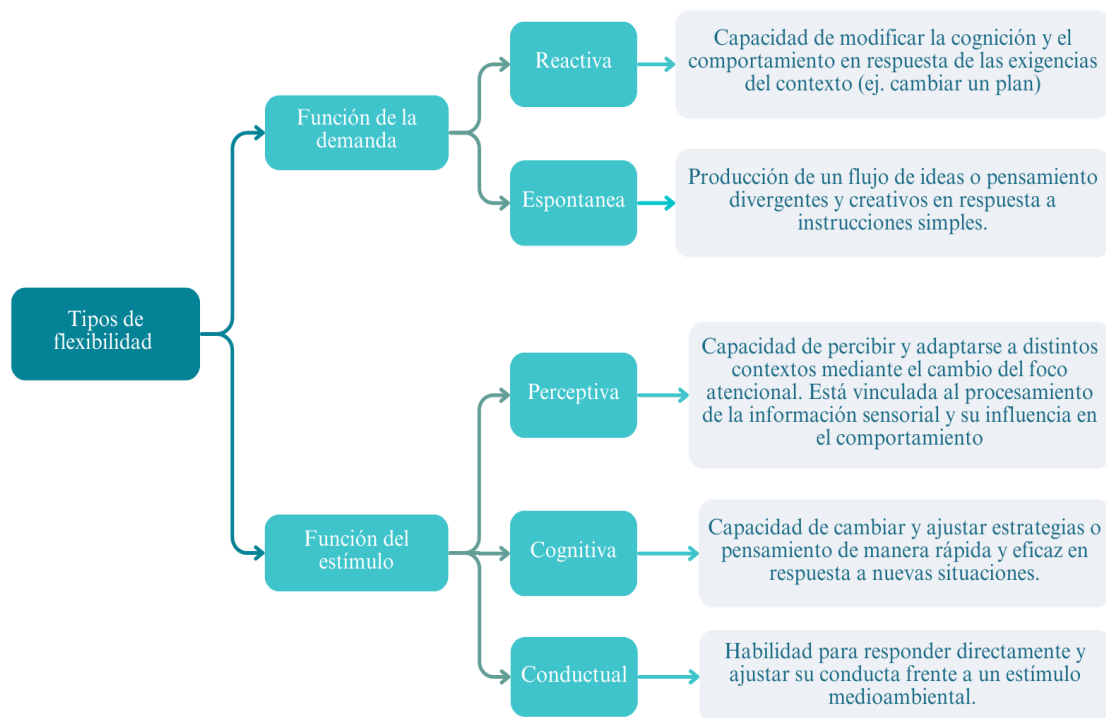 Tipos de
flexibilidad
Función de la
demanda
Reactiva
Capacidad de modificar la cognición y el
comportamiento en respuesta de las exigencias
del contexto (ej. cambiar un plan)
Espontanea
Producción de un flujo de ideas o pensamiento
divergentes y creativos en respuesta a
instrucciones simples.
Función del
estímulo
Perceptiva
Capacidad de percibir y adaptarse a distintos
contextos mediante el cambio del foco
atencional. Está vinculada al procesamiento
de la información sensorial y su influencia en
el comportamiento
Cognitiva
Capacidad de cambiar y ajustar estrategias o
pensamiento de manera rápida y eficaz en
respuesta a nuevas situaciones.
Conductual
Habilidad para responder directamente y
ajustar su conducta frente a un estímulo
medioambiental.